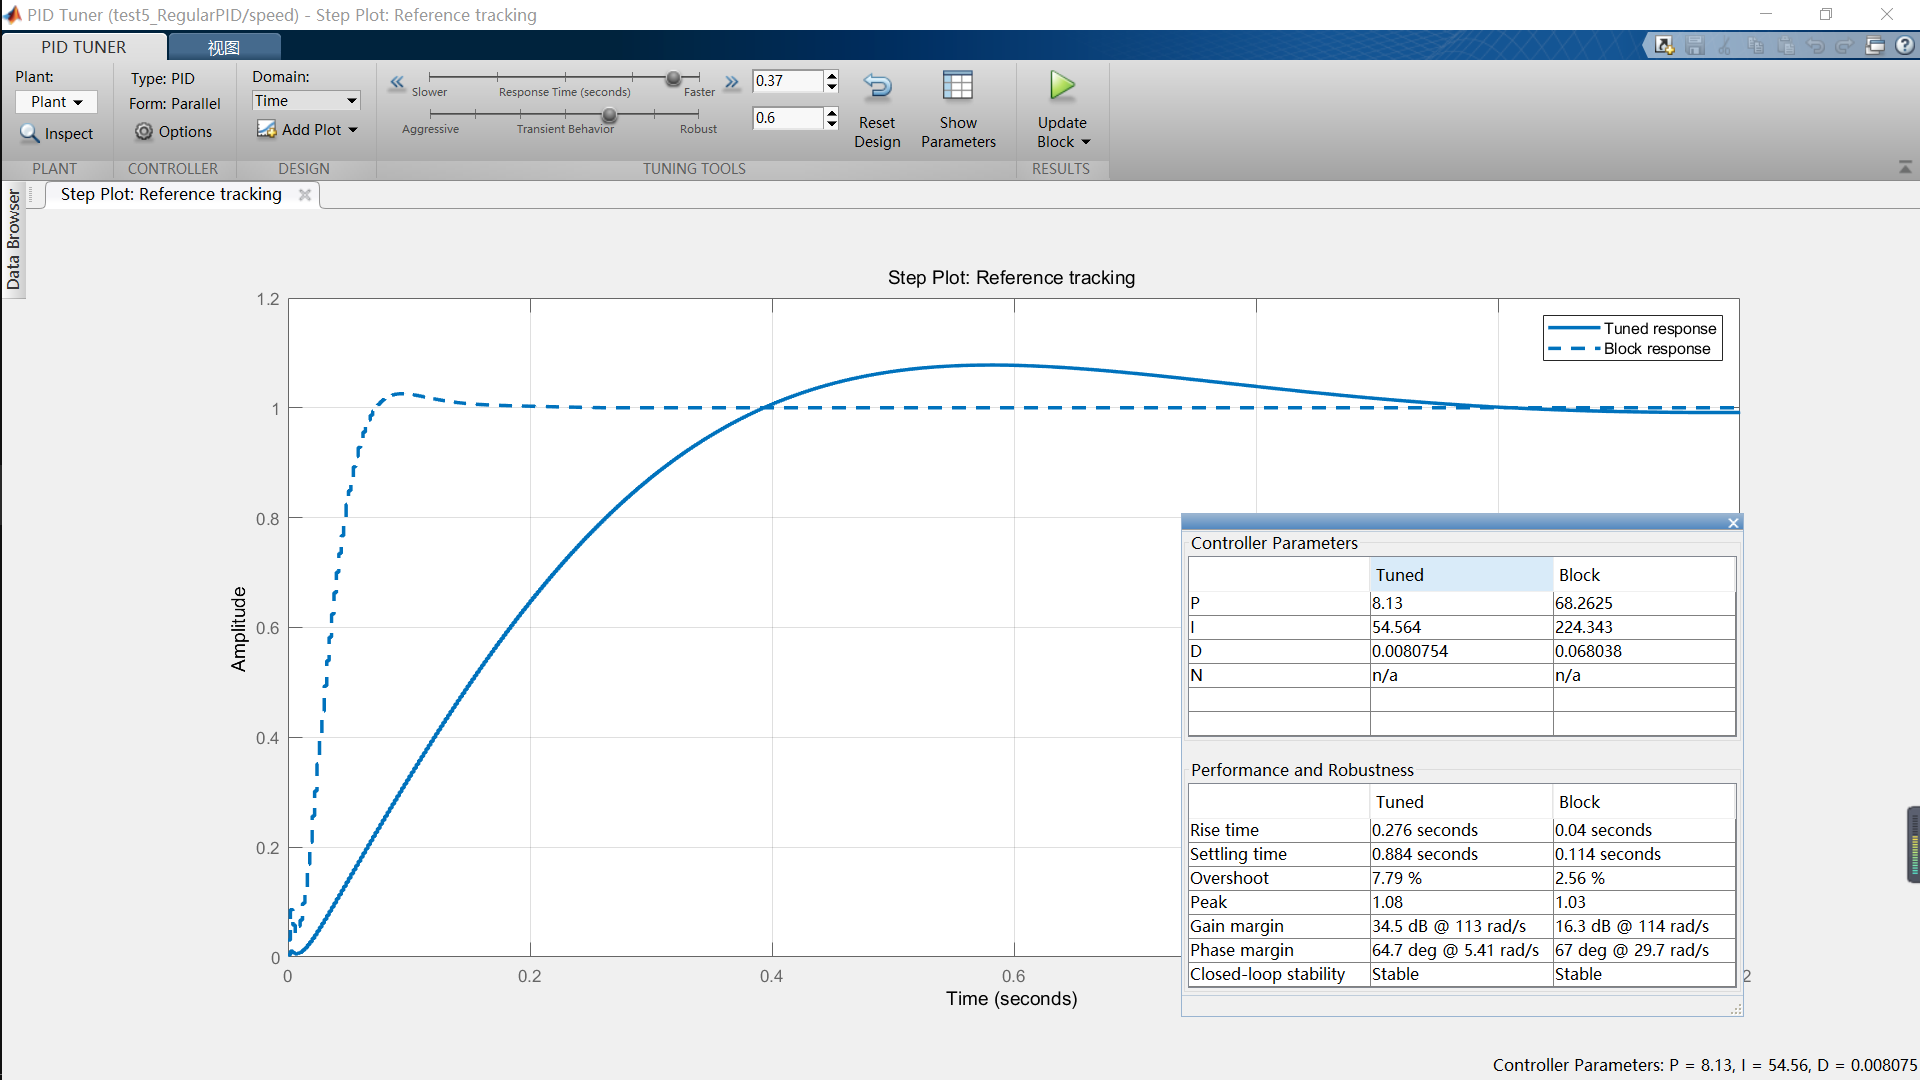 PID Tuner (test5_RegularPID/speed) - Step Plot: Reference tracking
PID TUNER
视图
Plant:
Plant
Inspect
PLANT
Type: PID
Form: Parallel
Options
CONTROLLER
Domain:
Time
Add Plot
DESIGN
Slower
Response Time (seconds)
Faster
0.37
Aggressive
Transient Behavior
Robust
0.6
Reset
Design
Show
Parameters
TUNING TOOLS
Update
Block
RESULTS
Data Browser
Step Plot: Reference tracking
Step Plot: Reference tracking
Tuned response
Block response
1.2
1
0.8
0.6
0.4
0.2
0
Amplitude
0 0.2 0.4 0.6 2
Time (seconds)
Controller Parameters
Tuned Block
P 8.13 68.2625
I 54.564 224.343
D 0.0080754 0.068038
N n/a n/a
Performance and Robustness
Tuned Block
Rise time 0.276 seconds 0.04 seconds
Settling time 0.884 seconds 0.114 seconds
Overshoot 7.79 % 2.56 %
Peak 1.08 1.03
Gain margin 34.5 dB @ 113 rad/s 16.3 dB @ 114 rad/s
Phase margin 64.7 deg @ 5.41 rad/s 67 deg @ 29.7 rad/s
Closed-loop stability Stable Stable
Controller Parameters: P = 8.13, I = 54.56, D = 0.008075